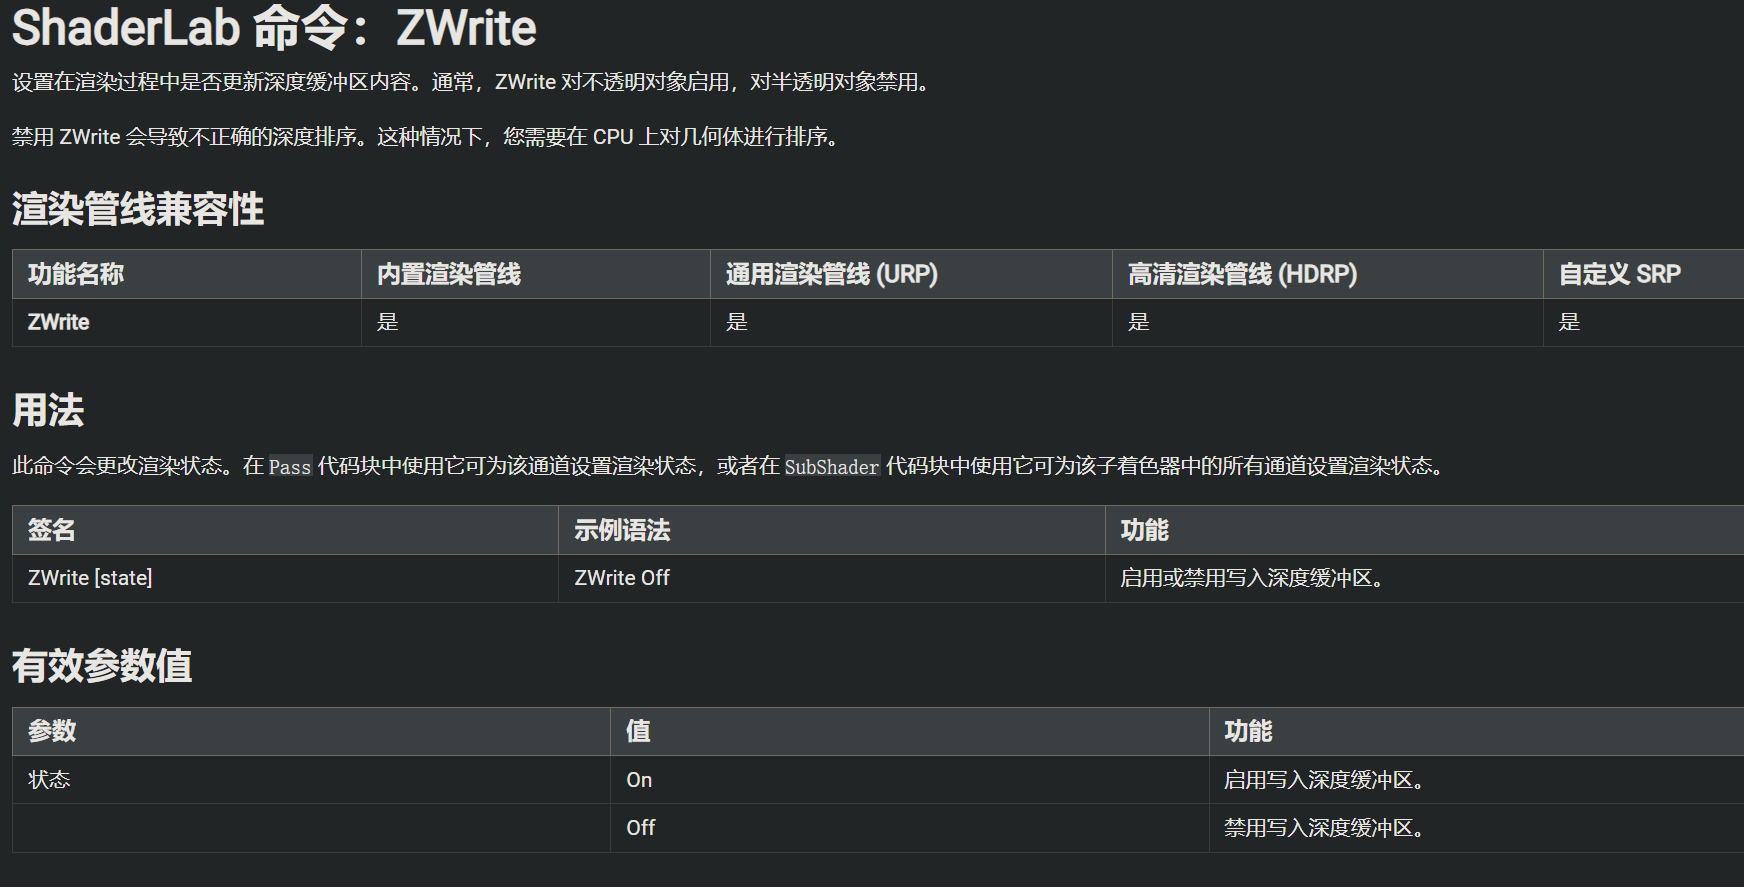 ShaderLab 命令：ZWrite
设置在渲染过程中是否更新深度缓冲区内容。通常，ZWrite 对不透明对象启用，对半透明对象禁用。
禁用 ZWrite 会导致不正确的深度排序。这种情况下，您需要在 CPU 上对几何体进行排序。
渲染管线兼容性
功能名称 内置渲染管线 通用渲染管线 (URP) 高清渲染管线 (HDRP) 自定义 SRP
ZWrite 是 是 是 是
用法
此命令会更改渲染状态。在 Pass 代码块中使用它可为该通道设置渲染状态，或者在 SubShader 代码块中使用它可为该子着色器中的所有通道设置渲染状态。
签名 示例语法 功能
ZWrite [state] ZWrite Off 启用或禁用写入深度缓冲区。
有效参数值
参数 值 功能
状态 On 启用写入深度缓冲区。
Off 禁用写入深度缓冲区。